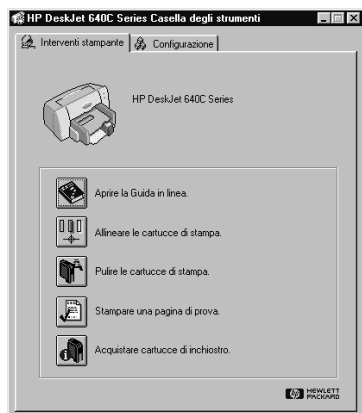 HP DeskJet 640C Series Casella degli strumenti
Interventi stampante
Configurazione
HP DeskJet 640C Series
Aprire la Guida in linea.
Allineare le cartucce di stampa.
Pulire le cartucce di stampa.
Stampare una pagina di prova.
Acquistare cartucce di inchiostro.
HEWLETT
PACKARD